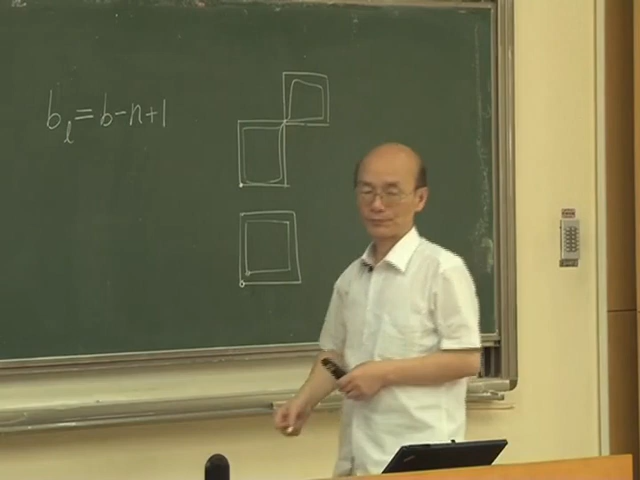 b_l = b-n+1